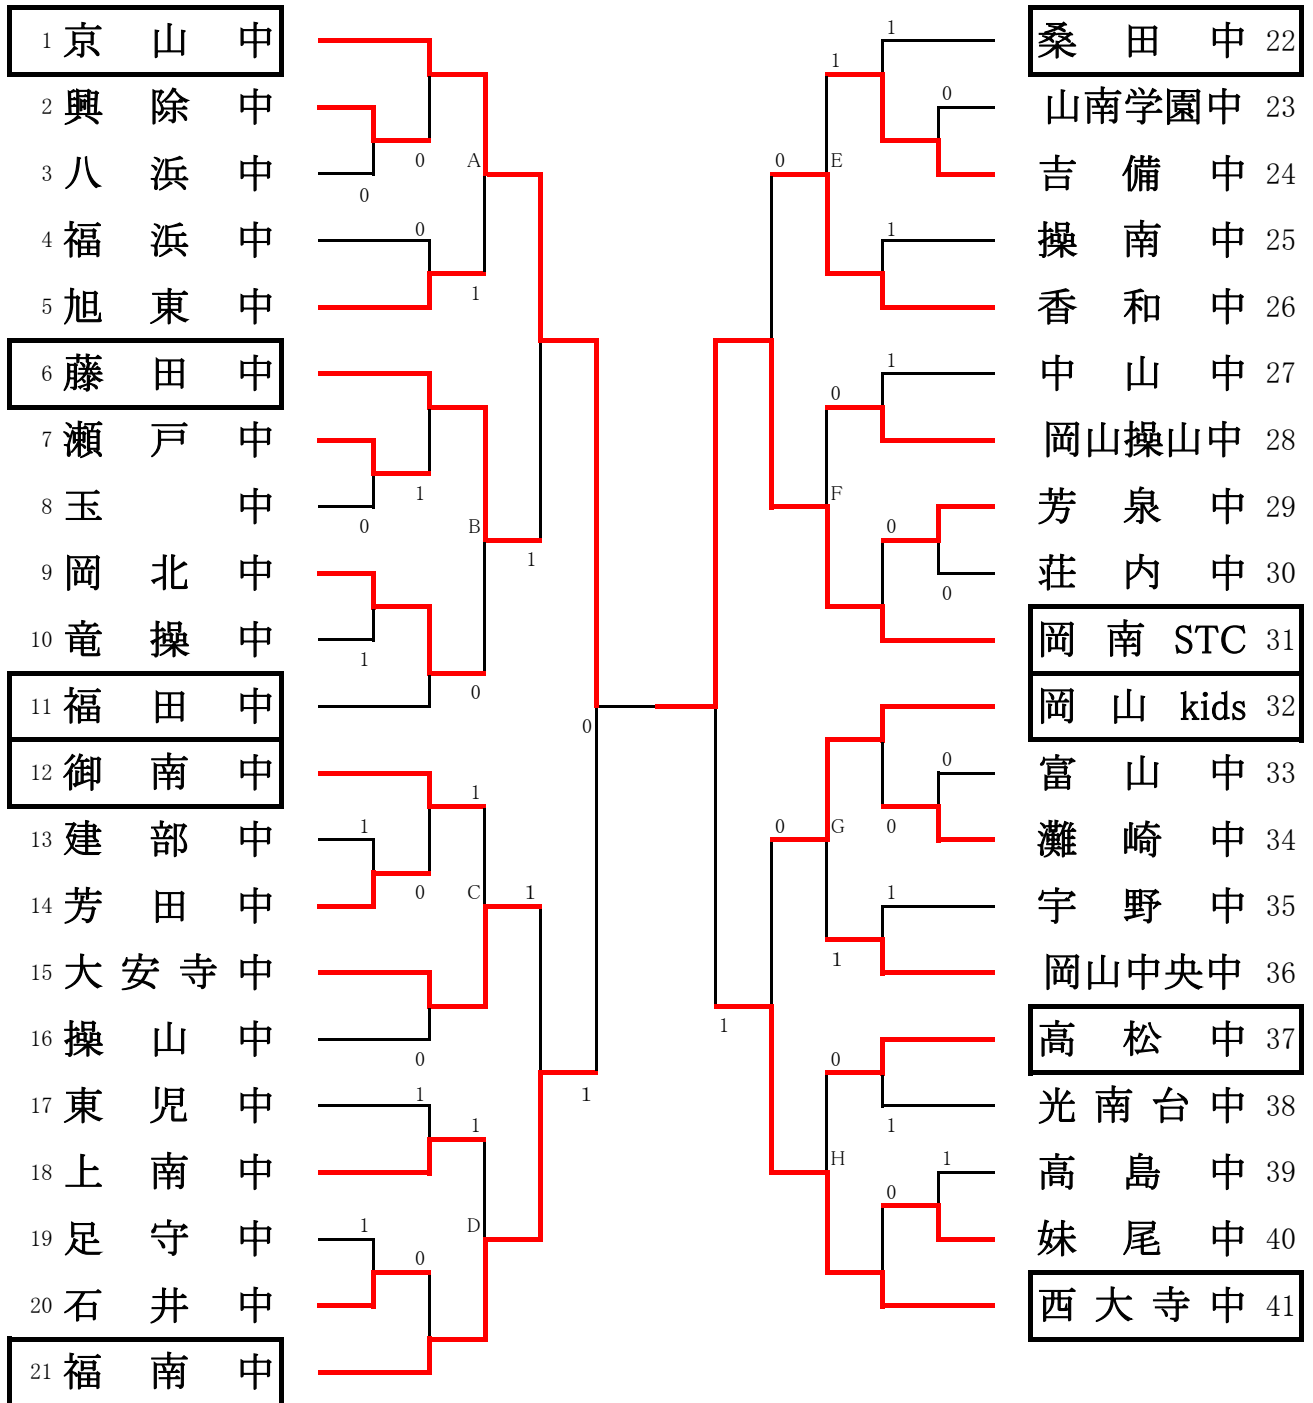 1 京山中
2 興除中
3 八浜中
4 福浜中
5 旭東中
6 藤田中
7 瀬戸中
8 玉中
9 岡北中
10 竜操中
11 福田中
12 御南中
13 建部中
14 芳田中
15 大安寺中
16 操山中
17 東児中
18 上南中
19 足守中
20 石井中
21 福南中
0
0
0
A
1
1
0
B
1
1
0
0
1
0
1
C
1
0
1
1
D
1
0
0
1
1
1
0
E
0
1
1
0
F
0
0
0
0
G
0
1
1
1
0
1
H
1
0
桑田中 22
山南学園中 23
吉備中 24
操南中 25
香和中 26
中山中 27
岡山操山中 28
芳泉中 29
荘内中 30
岡南STC 31
岡山kids 32
富山中 33
灘崎中 34
宇野中 35
岡山中央中 36
高松中 37
光南台中 38
高島中 39
妹尾中 40
西大寺中 41